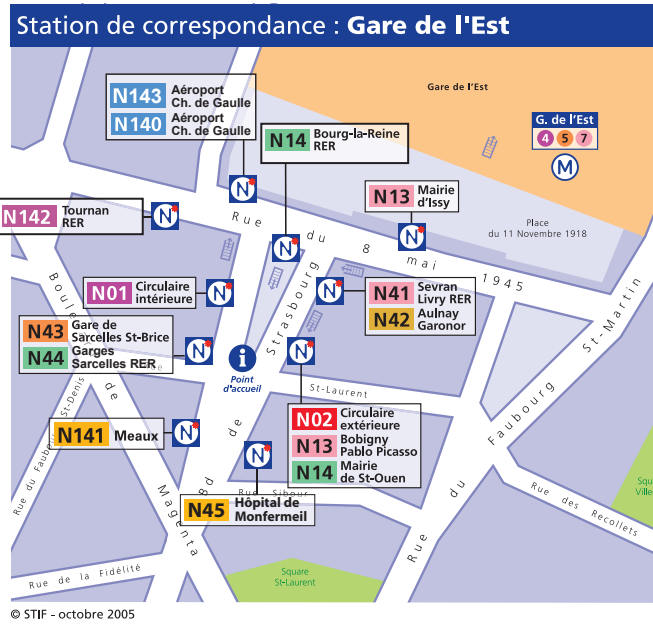 Station de correspondance : Gare de l'Est
Gare de l'Est
N143 Aéroport
Ch. de Gaulle
N140 Aéroport
Ch. de Gaulle
G. de l'Est
4 5 7
M
N14 Bourg-la-Reine
RER
N
N13 Mairie
d'Issy
N
N142 Tournan
RER
N
Place
du 11 Novembre 1918
Rue du 8 mai 1945
N
N01 Circulaire
intérieure
N
N
N41 Sevran
Livry RER
N42 Aulnay
Garonor
N43 Gare de
Sarcelles St-Brice
N44 Garges
Sarcelles RER
N
i
Point
d'accueil
N
St-Laurent
N02 Circulaire
extérieure
N13 Bobigny
Pablo Picasso
N14 Mairie
de St-Ouen
N141 Meaux
N
N
N45 Hôpital de
Monfermeil
Boulevard de Magenta
Bd de Strasbourg
Rue du Faubourg St-Denis
Rue du Faubourg St-Martin
Rue Sibour
Rue des Recollets
Rue de la Fidélité
Square
St-Laurent
Squ
Ville
© STIF - octobre 2005